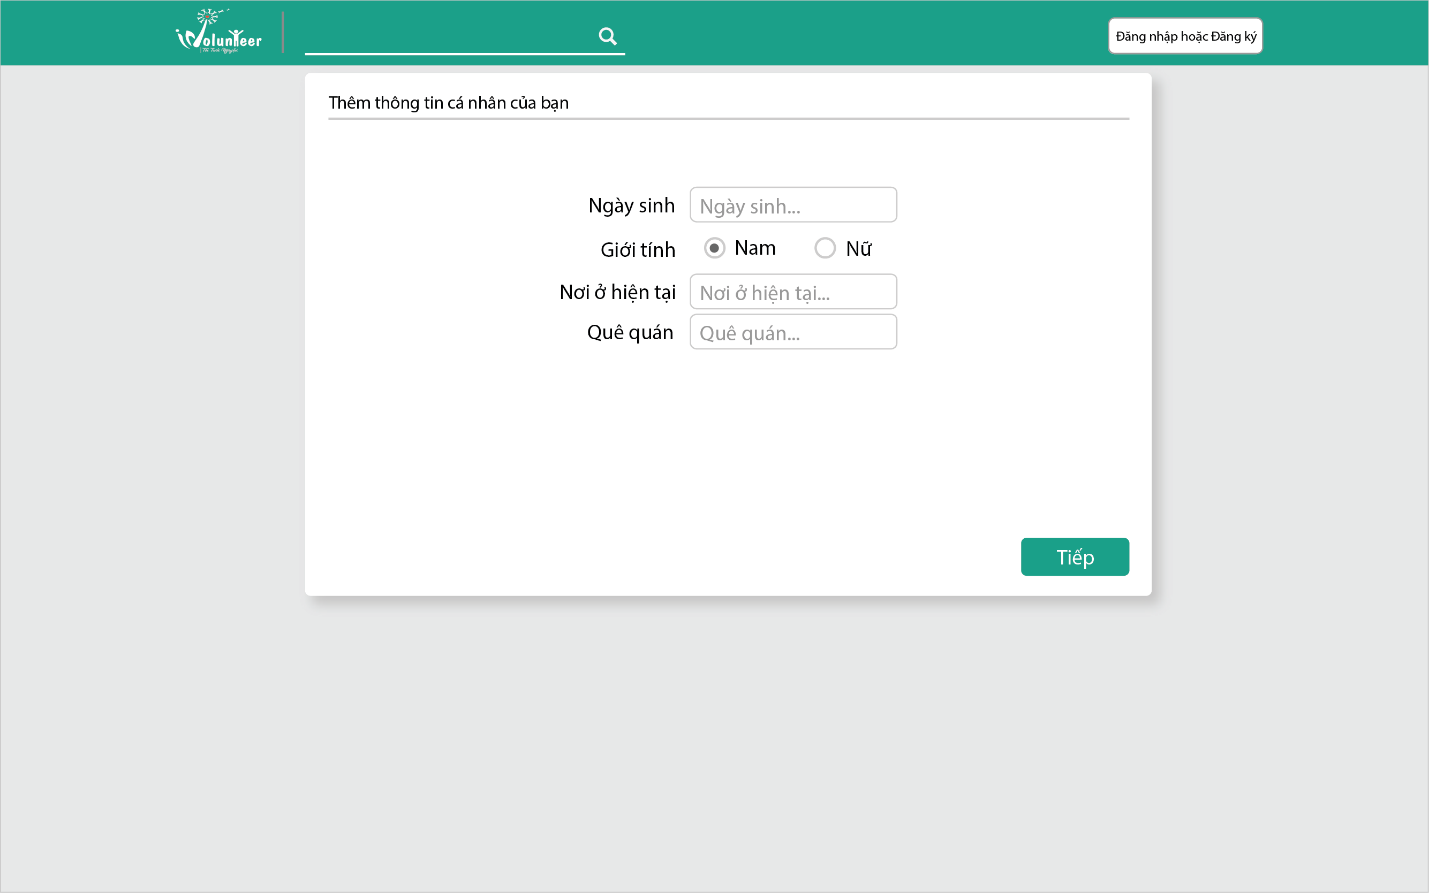 Volunteer
Đăng nhập hoặc Đăng ký
Thêm thông tin cá nhân của bạn
Ngày sinh
Ngày sinh...
Giới tính
Nam
Nữ
Nơi ở hiện tại
Nơi ở hiện tại...
Quê quán
Quê quán...
Tiếp